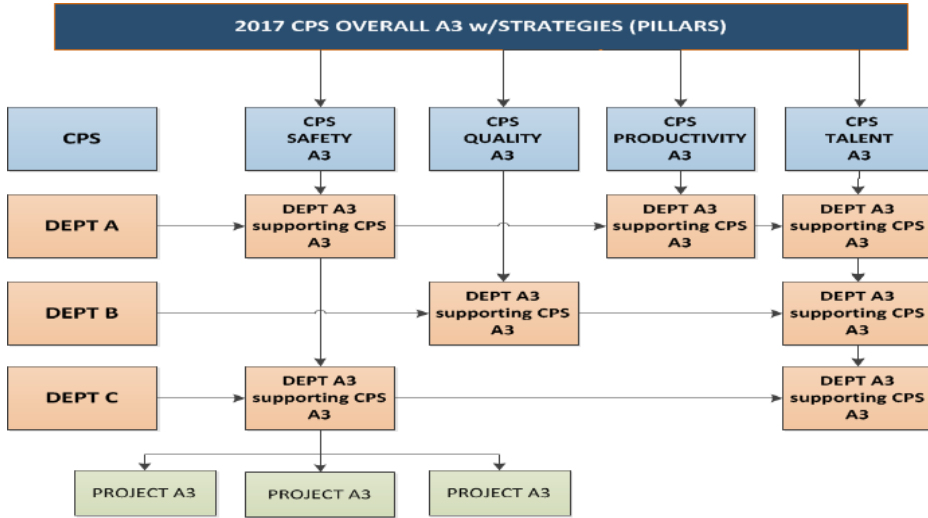 2017 CPS OVERALL A3 w/STRATEGIES (PILLARS)
CPS
CPS
SAFETY
A3
CPS
QUALITY
A3
CPS
PRODUCTIVITY
A3
CPS
TALENT
A3
DEPT A
DEPT A3
supporting CPS
A3
DEPT A3
supporting CPS
A3
DEPT A3
supporting CPS
A3
DEPT B
DEPT A3
supporting CPS
A3
DEPT A3
supporting CPS
A3
DEPT C
DEPT A3
supporting CPS
A3
DEPT A3
supporting CPS
A3
PROJECT A3
PROJECT A3
PROJECT A3